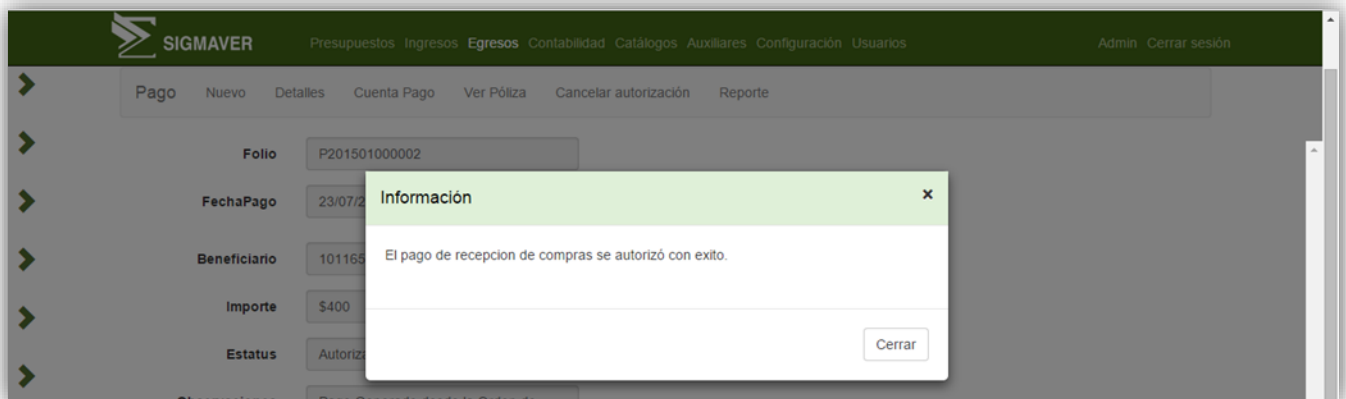 SIGMAVER Presupuestos Ingresos Egresos Contabilidad Catálogos Auxiliares Configuración Usuarios Admin Cerrar sesión
Pago Nuevo Detalles Cuenta Pago Ver Póliza Cancelar autorización Reporte
Folio P201501000002
Información ×
FechaPago 23/07/2
El pago de recepcion de compras se autorizó con exito.
Beneficiario 101165
Importe $400
Cerrar
Estatus Autoriza